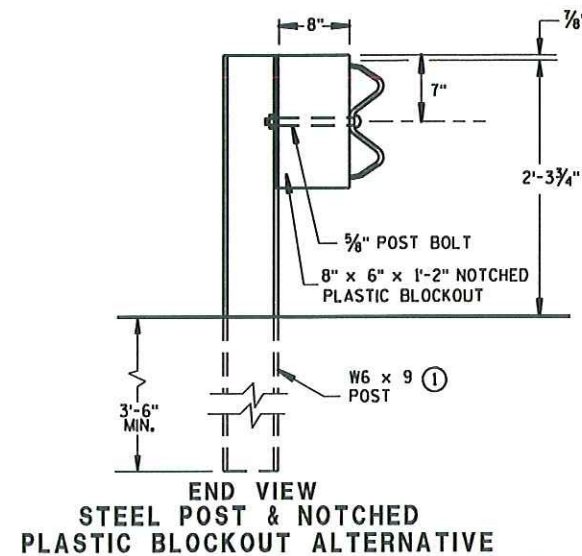 8"
7/8"
7"
2'-3 3/4"
5/8" POST BOLT
8" x 6" x 1'-2" NOTCHED
PLASTIC BLOCKOUT
W6 x 9 ①
POST
3'-6"
MIN.
END VIEW
STEEL POST & NOTCHED
PLASTIC BLOCKOUT ALTERNATIVE